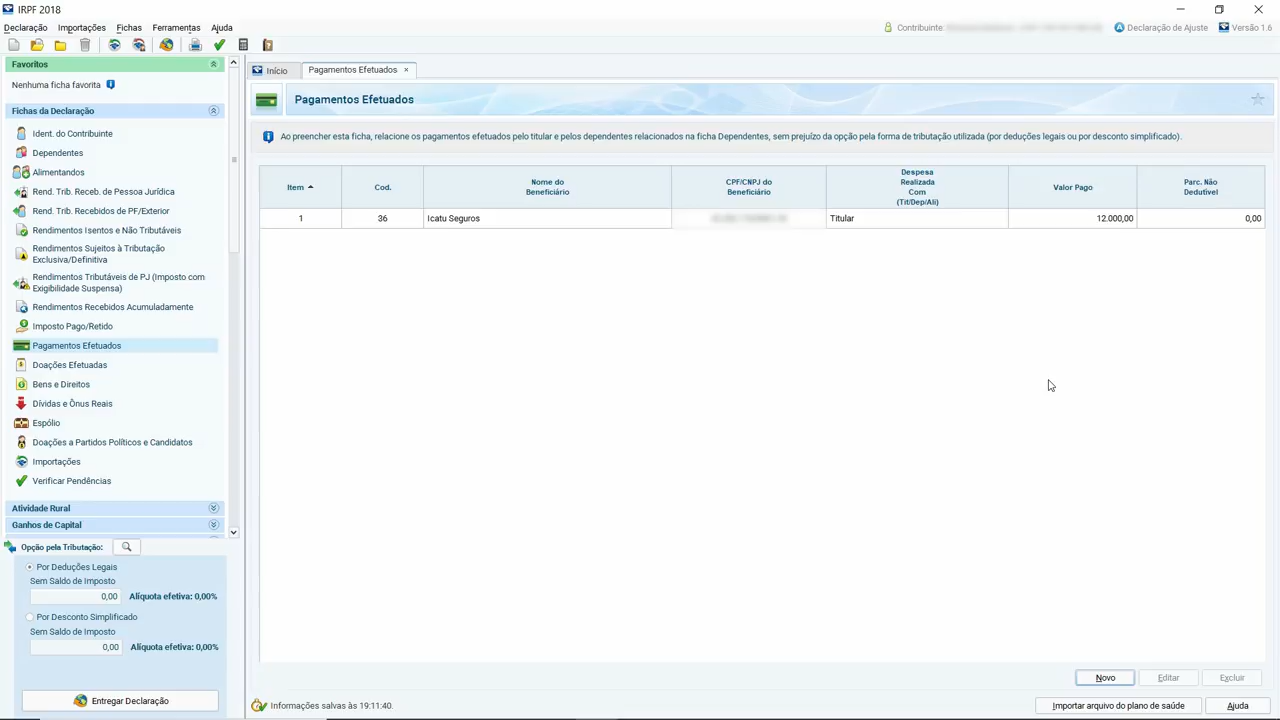 IRPF 2018
Declaração Importações Fichas Ferramentas Ajuda
Contribuinte:
Declaração de Ajuste
Versão 1.6
Favoritos
Nenhuma ficha favorita
Fichas da Declaração
Ident. do Contribuinte
Dependentes
Alimentandos
Rend. Trib. Receb. de Pessoa Jurídica
Rend. Trib. Recebidos de PF/Exterior
Rendimentos Isentos e Não Tributáveis
Rendimentos Sujeitos à Tributação
Exclusiva/Definitiva
Rendimentos Tributáveis de PJ (Imposto com
Exigibilidade Suspensa)
Rendimentos Recebidos Acumuladamente
Imposto Pago/Retido
Pagamentos Efetuados
Doações Efetuadas
Bens e Direitos
Dívidas e Ônus Reais
Espólio
Doações a Partidos Políticos e Candidatos
Importações
Verificar Pendências
Atividade Rural
Ganhos de Capital
Opção pela Tributação:
Por Deduções Legais
Sem Saldo de Imposto
0,00 Alíquota efetiva: 0,00%
Por Desconto Simplificado
Sem Saldo de Imposto
0,00 Alíquota efetiva: 0,00%
Entregar Declaração
Início
Pagamentos Efetuados ×
Pagamentos Efetuados
Ao preencher esta ficha, relacione os pagamentos efetuados pelo titular e pelos dependentes relacionados na ficha Dependentes, sem prejuízo da opção pela forma de tributação utilizada (por deduções legais ou por desconto simplificado).
Item
Cod.
Nome do
Beneficiário
CPF/CNPJ do
Beneficiário
Despesa
Realizada
Com
(Tit/Dep/Ali)
Valor Pago
Parc. Não
Dedutível
1 36 Icatu Seguros Titular 12.000,00 0,00
Novo Editar Excluir
Informações salvas às 19:11:40.
Importar arquivo do plano de saúde
Ajuda